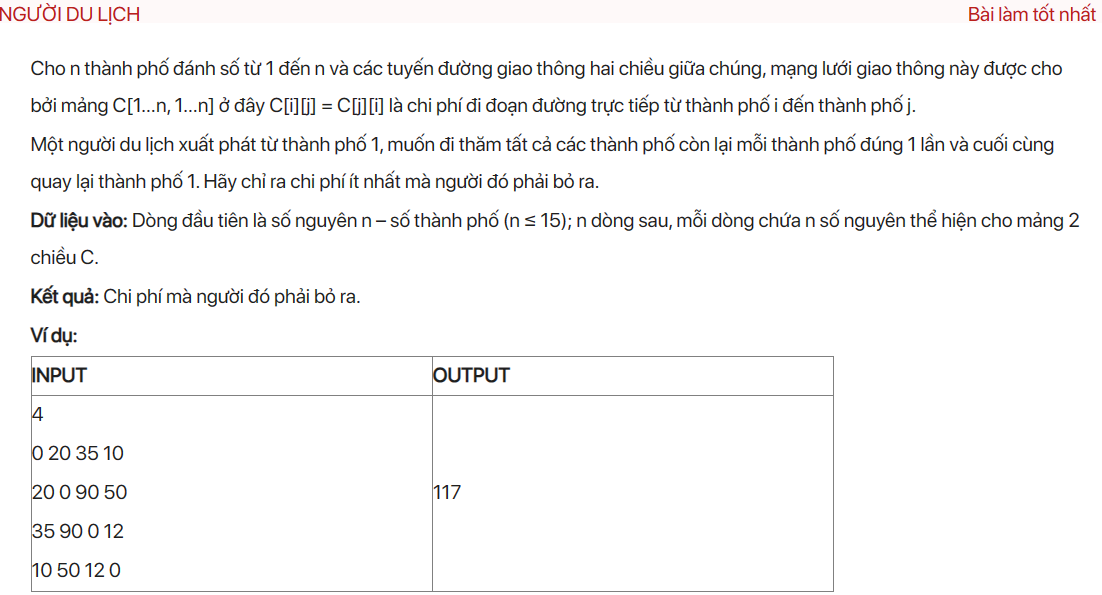 NGƯỜI DU LỊCH Bài làm tốt nhất
Cho n thành phố đánh số từ 1 đến n và các tuyến đường giao thông hai chiều giữa chúng, mạng lưới giao thông này được cho
bởi mảng C[1...n, 1...n] ở đây C[i][j] = C[j][i] là chi phí đi đoạn đường trực tiếp từ thành phố i đến thành phố j.
Một người du lịch xuất phát từ thành phố 1, muốn đi thăm tất cả các thành phố còn lại mỗi thành phố đúng 1 lần và cuối cùng
quay lại thành phố 1. Hãy chỉ ra chi phí ít nhất mà người đó phải bỏ ra.
Dữ liệu vào: Dòng đầu tiên là số nguyên n – số thành phố (n ≤ 15); n dòng sau, mỗi dòng chứa n số nguyên thể hiện cho mảng 2
chiều C.
Kết quả: Chi phí mà người đó phải bỏ ra.
Ví dụ:
INPUT OUTPUT
4
0 20 35 10
20 0 90 50 117
35 90 0 12
10 50 12 0